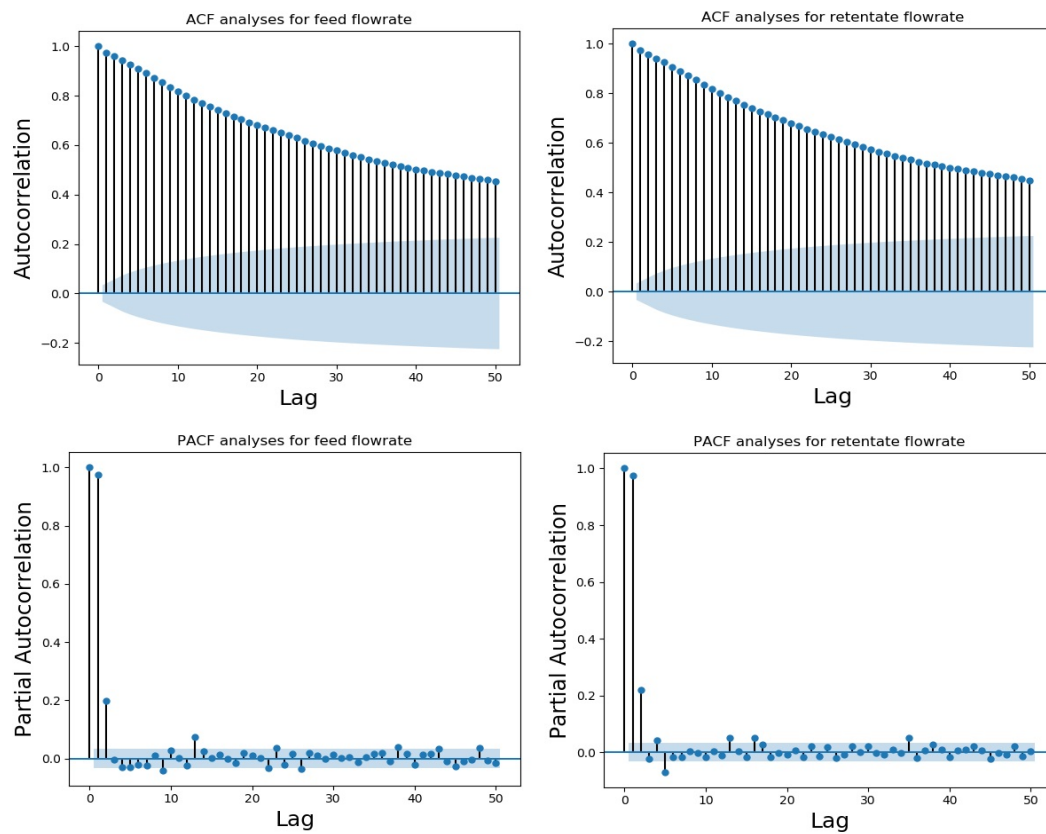 ACF analyses for feed flowrate
Autocorrelation
1.0
0.8
0.6
0.4
0.2
0.0
−0.2
0 10 20 30 40 50
Lag
ACF analyses for retentate flowrate
Autocorrelation
1.0
0.8
0.6
0.4
0.2
0.0
−0.2
0 10 20 30 40 50
Lag
PACF analyses for feed flowrate
Partial Autocorrelation
1.0
0.8
0.6
0.4
0.2
0.0
0 10 20 30 40 50
Lag
PACF analyses for retentate flowrate
Partial Autocorrelation
1.0
0.8
0.6
0.4
0.2
0.0
0 10 20 30 40 50
Lag